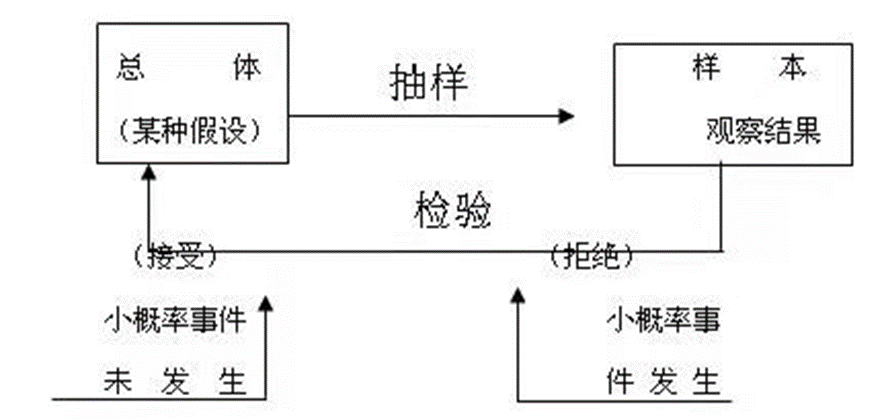 总 体
(某种假设)
抽样
样 本
观察结果
检验
(接受)
(拒绝)
小概率事件
未 发 生
小概率事
件 发 生